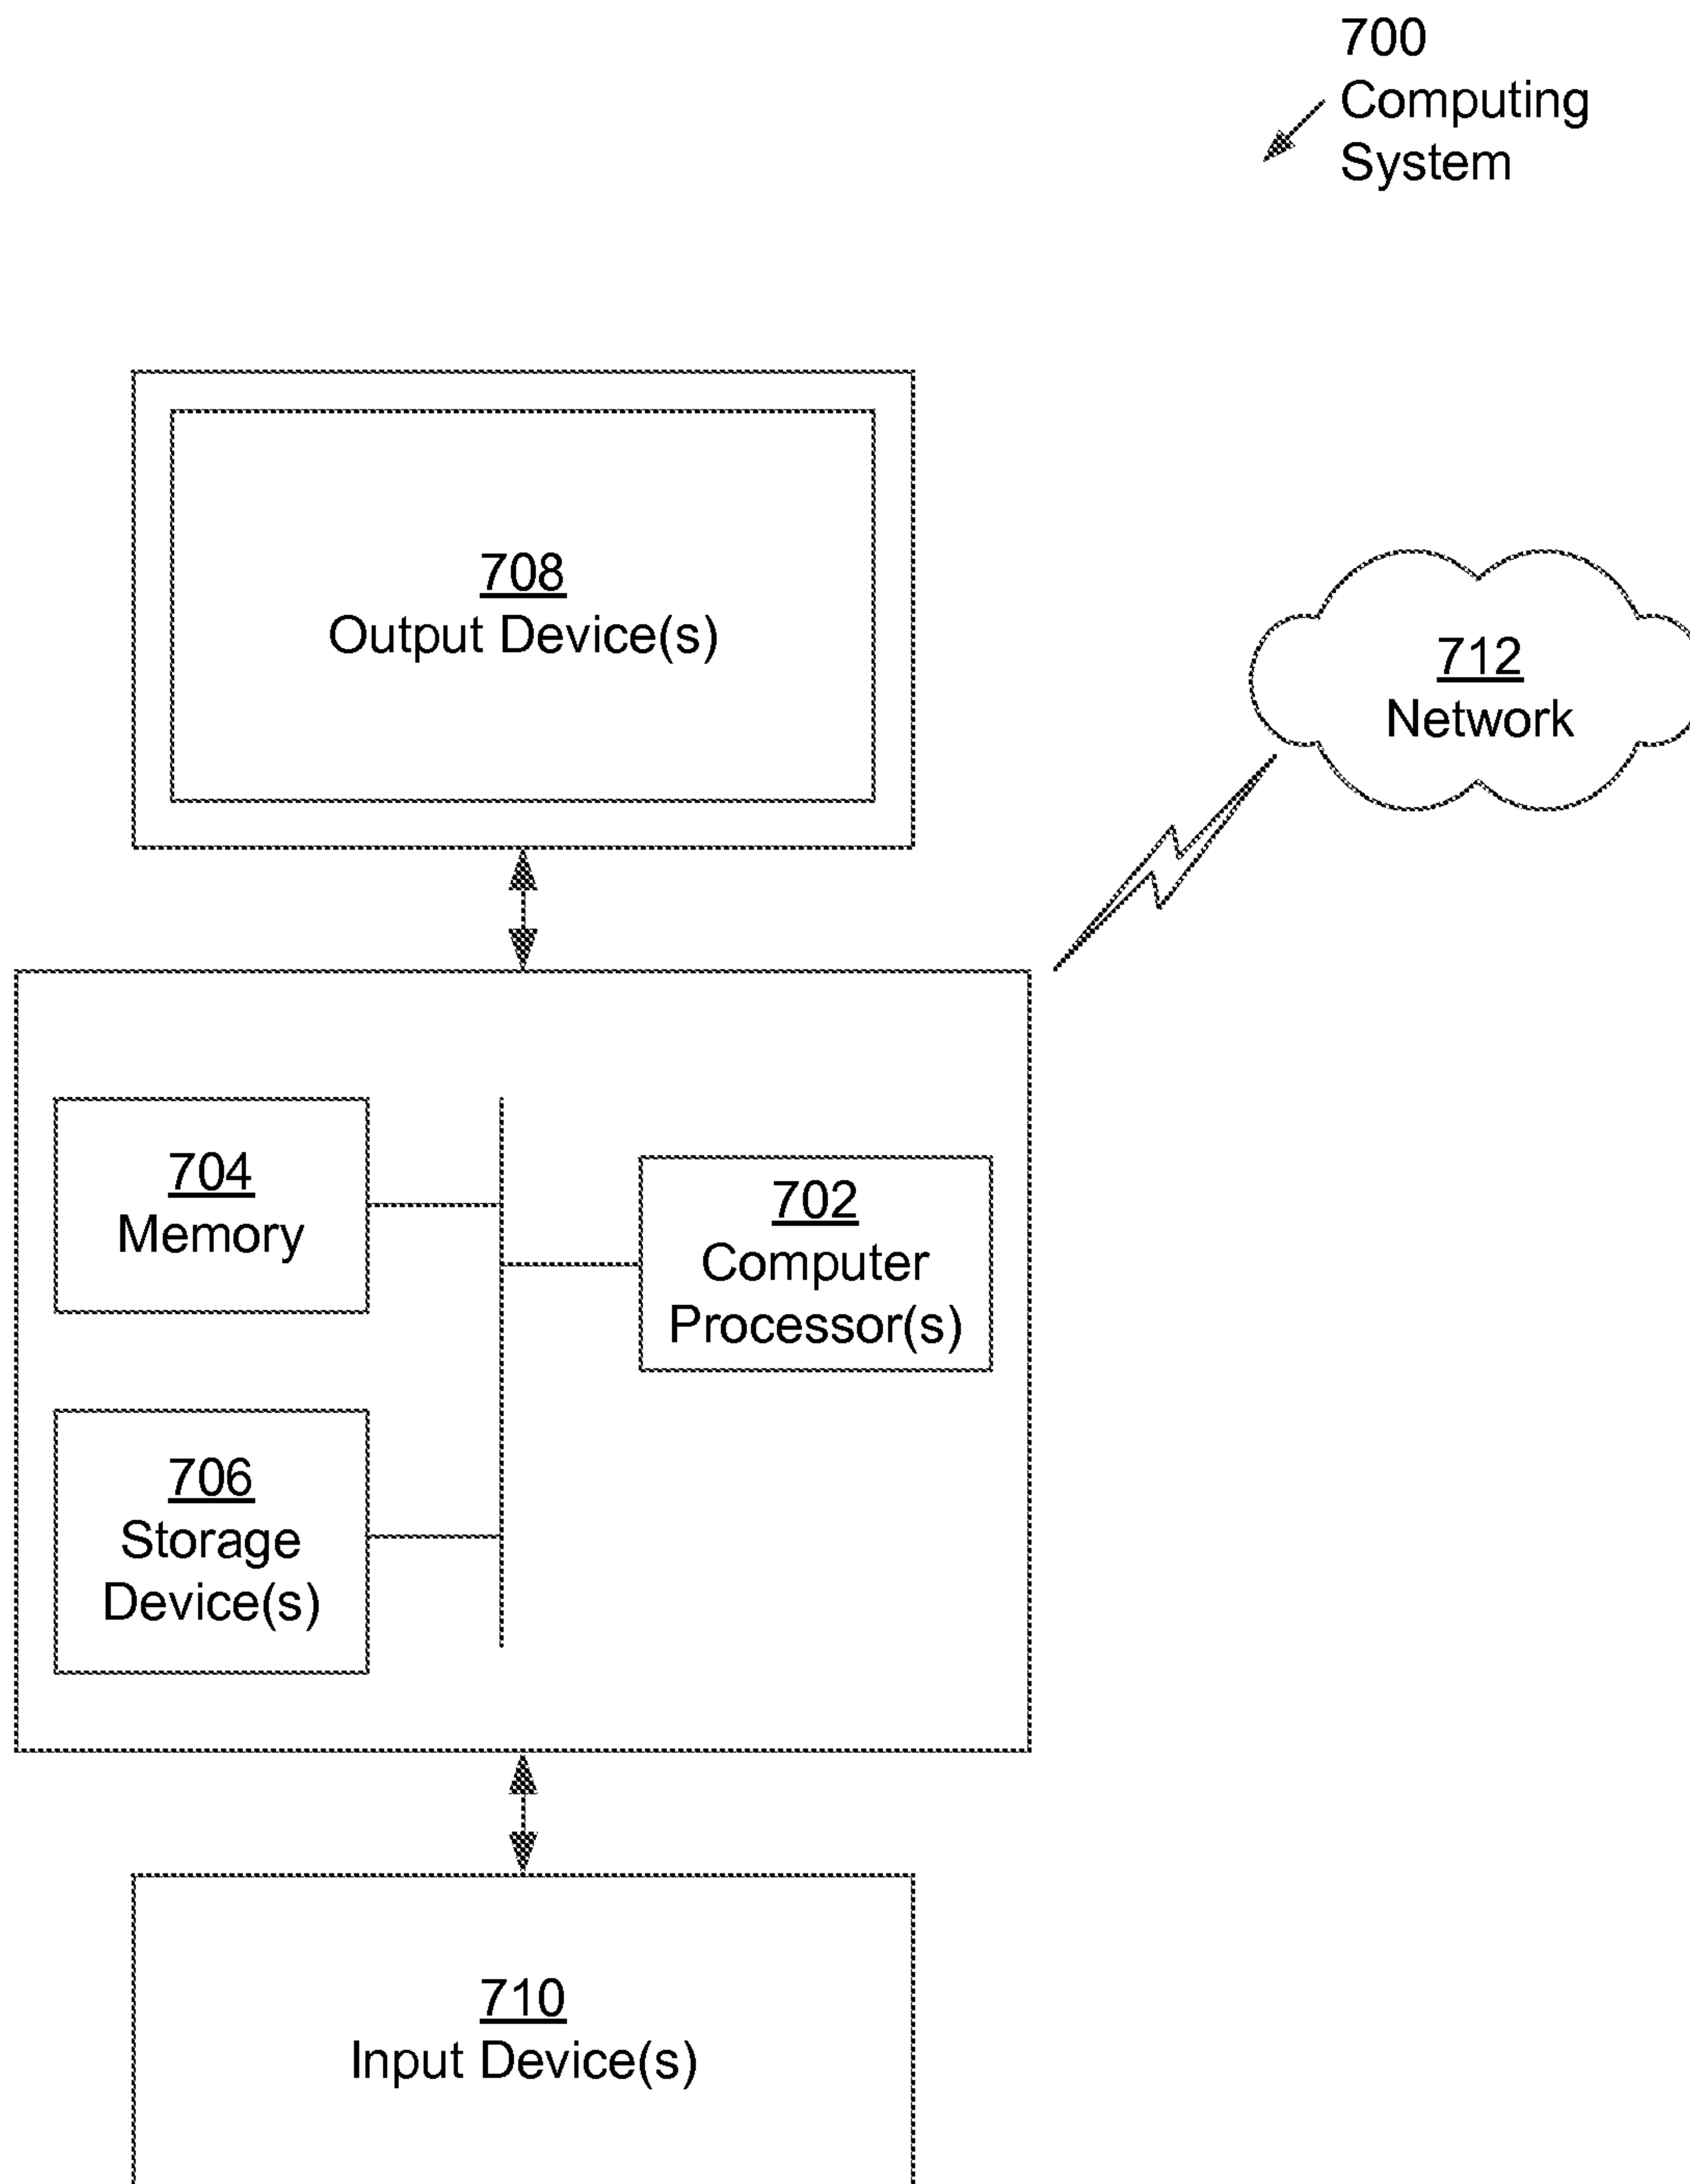 700
Computing
System
708
Output Device(s)
712
Network
704
Memory
702
Computer
Processor(s)
706
Storage
Device(s)
710
Input Device(s)